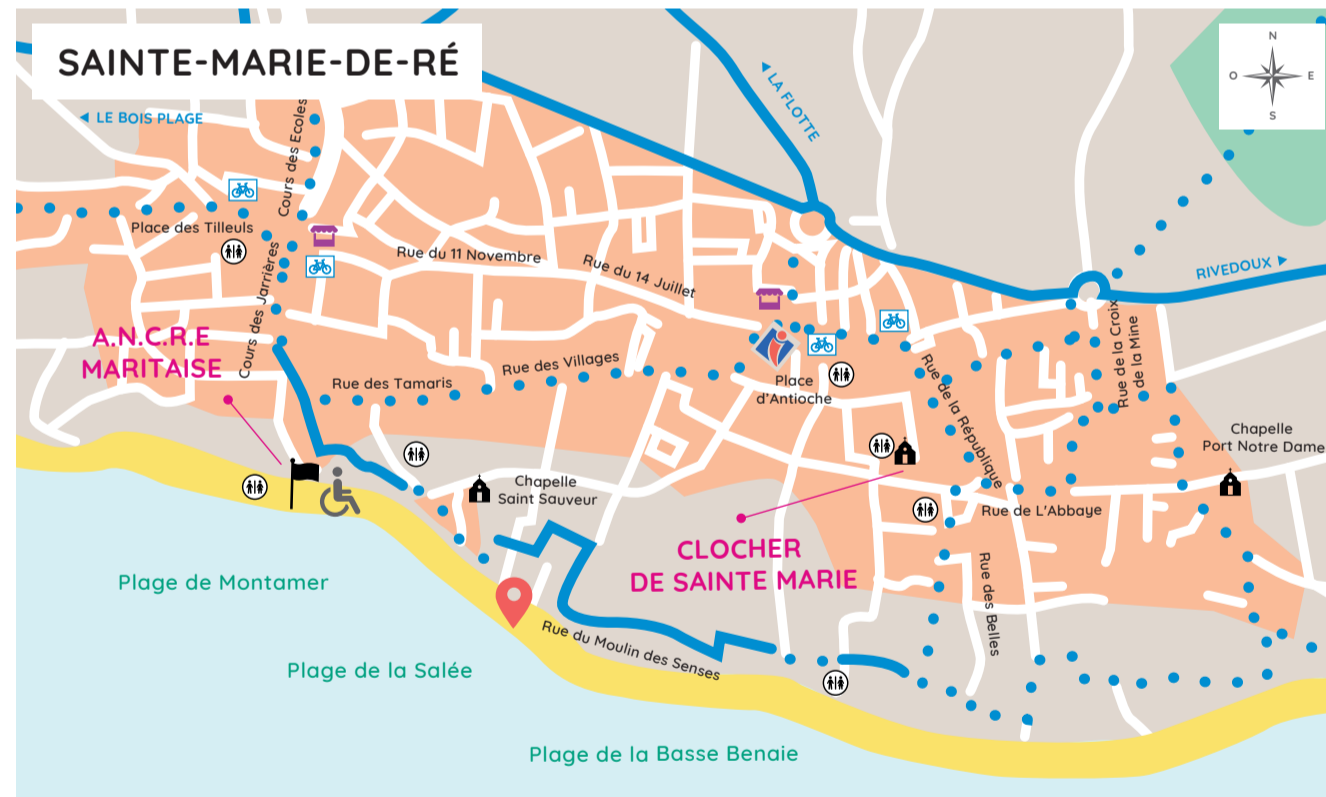 SAINTE-MARIE-DE-RÉ
N
O
E
S
LE BOIS PLAGE
LA FLOTTE
RIVEDOUX
Cours des Ecoles
Place des Tilleuls
Cours des Jarrières
Rue du 11 Novembre
Rue du 14 Juillet
A.N.C.R.E
MARITAISE
Rue des Tamaris
Rue des Villages
Place
d'Antioche
Rue de la République
Rue de la Croix
de la Mine
Chapelle
Port Notre Dame
Chapelle
Saint Sauveur
Rue de L'Abbaye
CLOCHER
DE SAINTE MARIE
Rue des Belles
Rue du Moulin des Senses
Plage de Montamer
Plage de la Salée
Plage de la Basse Benaie